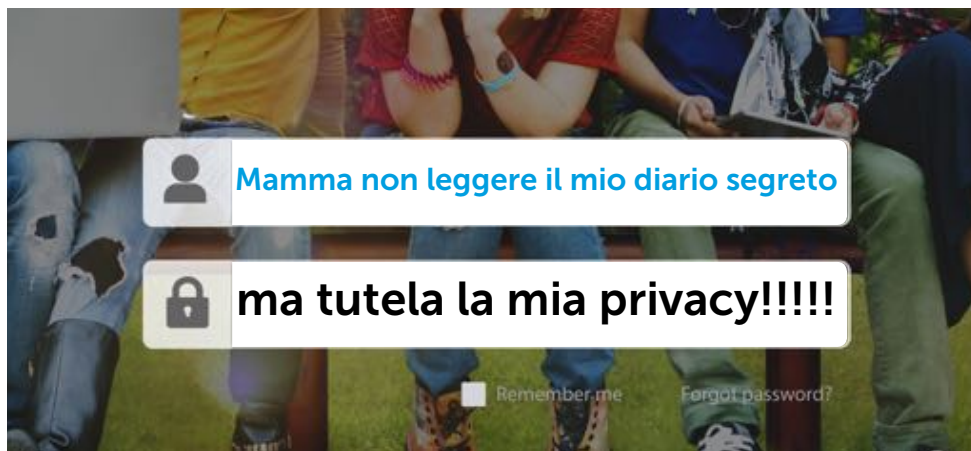 Mamma non leggere il mio diario segreto
ma tutela la mia privacy!!!!!
Remember me Forgot password?